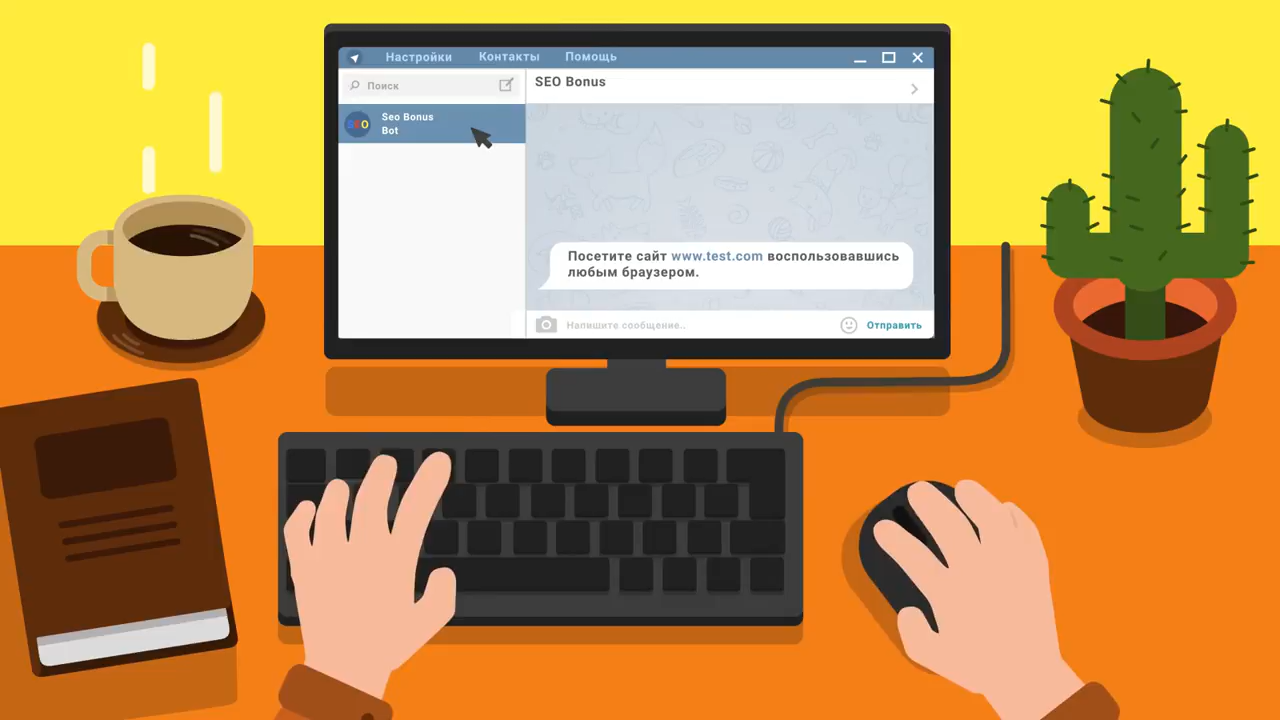 Настройки Контакты Помощь
Поиск
SEO Bonus
SEO
Seo Bonus
Bot
Посетите сайт www.test.com воспользовавшись
любым браузером.
Напишите сообщение...
Отправить